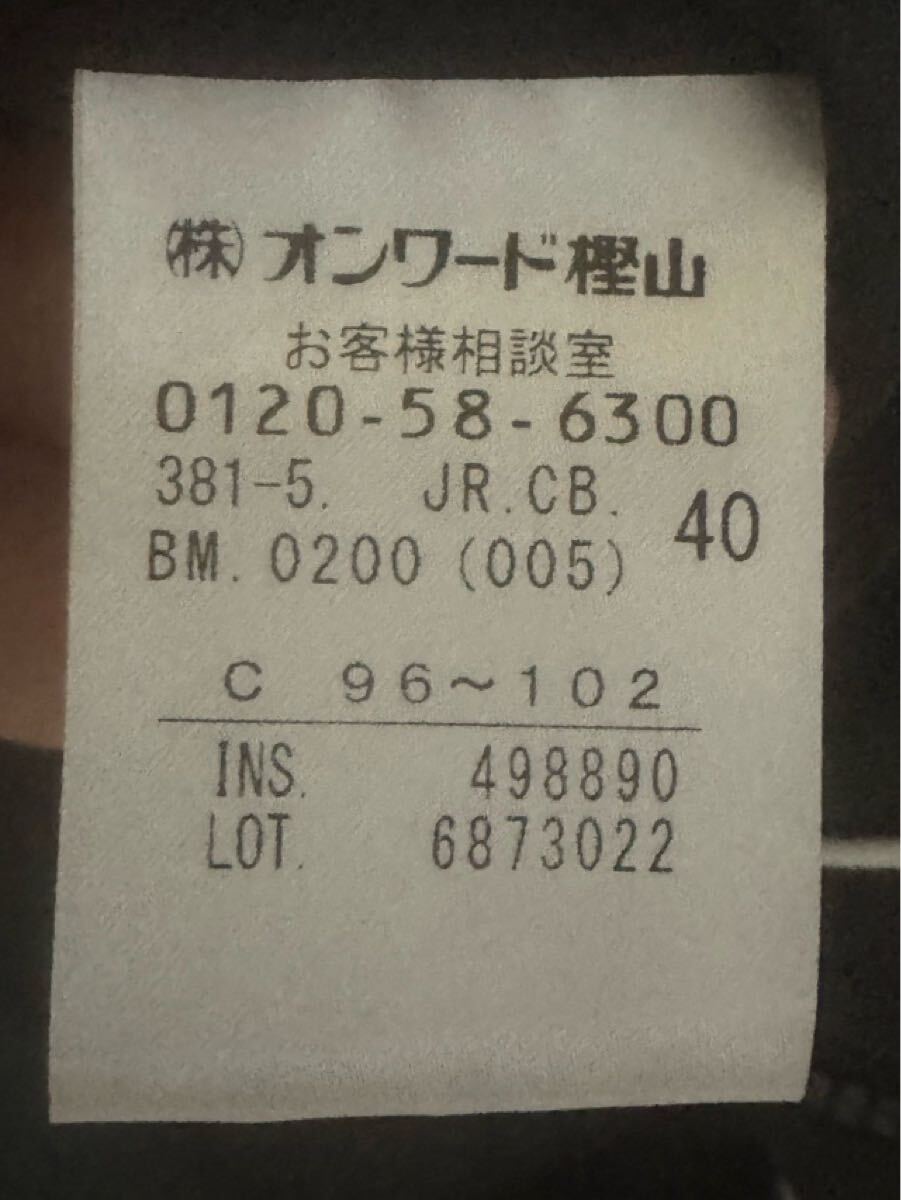 ㈱オンワード樫山
お客様相談室
0120-58-6300
381-5. JR.CB. 40
BM. 0200 (005)
C 96～102
INS. 498890
LOT. 6873022